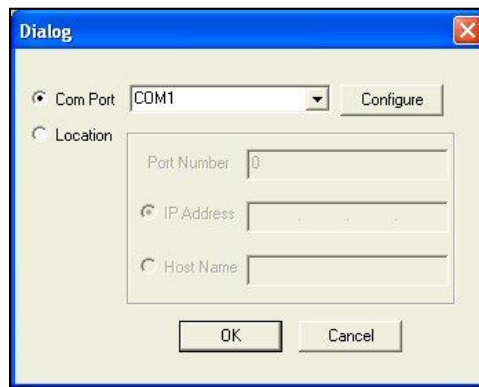 Dialog
Com Port COM1 Configure
Location
Port Number 0
IP Address . . .
Host Name
OK Cancel